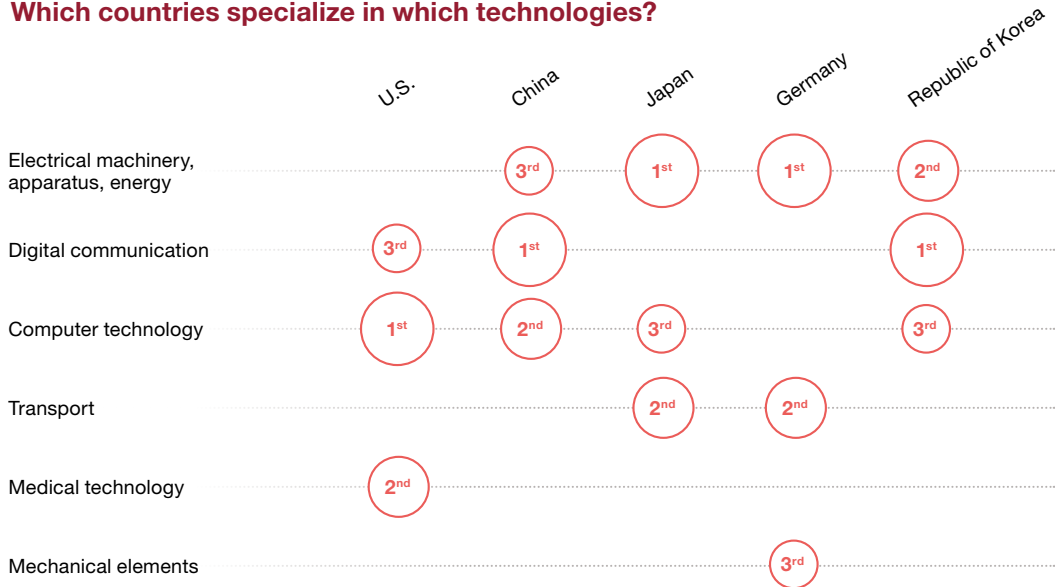 Which countries specialize in which technologies?
U.S.
China
Japan
Germany
Republic of Korea
Electrical machinery,
apparatus, energy
3rd
1st
1st
2nd
Digital communication
3rd
1st
1st
Computer technology
1st
2nd
3rd
3rd
Transport
2nd
2nd
Medical technology
2nd
Mechanical elements
3rd